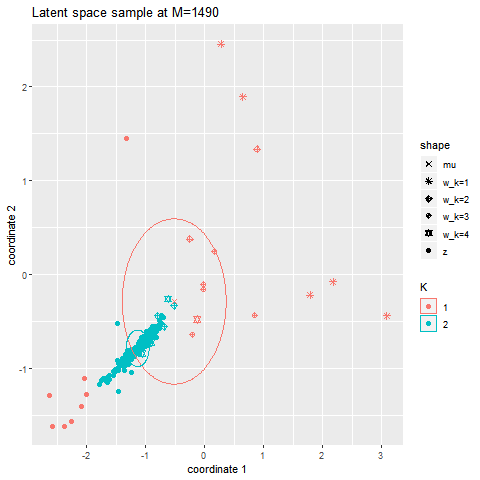 Latent space sample at M=1490
coordinate 2
2
1
0
-1
-2
-1
0
1
2
3
coordinate 1
shape
mu
w_k=1
w_k=2
w_k=3
w_k=4
z
K
1
2